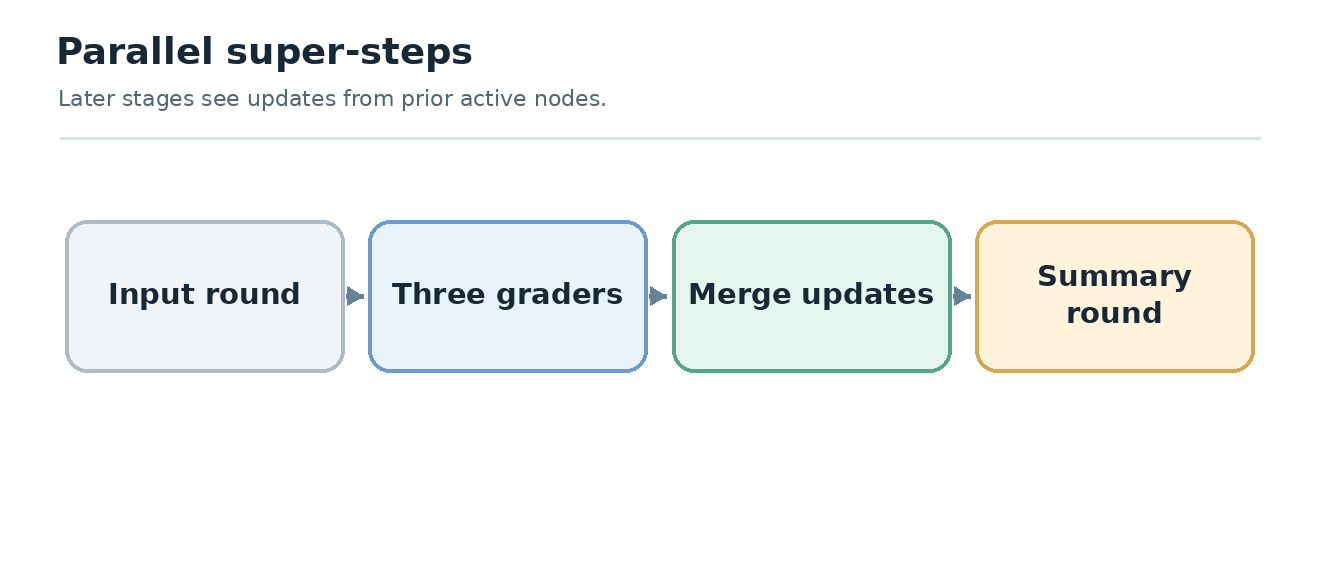 Parallel super-steps
Later stages see updates from prior active nodes.
Input round
Three graders
Merge updates
Summary
round